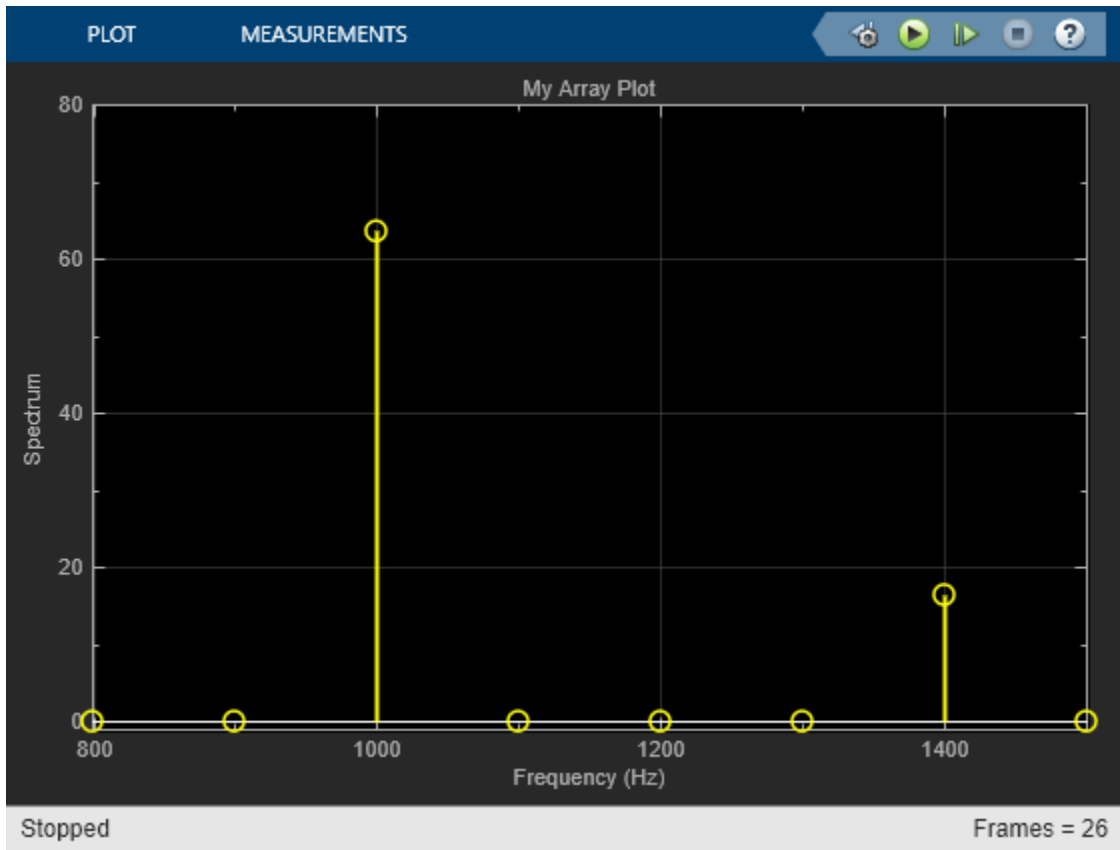 PLOT MEASUREMENTS ?
My Array Plot
80
60
40
20
0
Spectrum
800 1000 1200 1400
Frequency (Hz)
Stopped Frames = 26